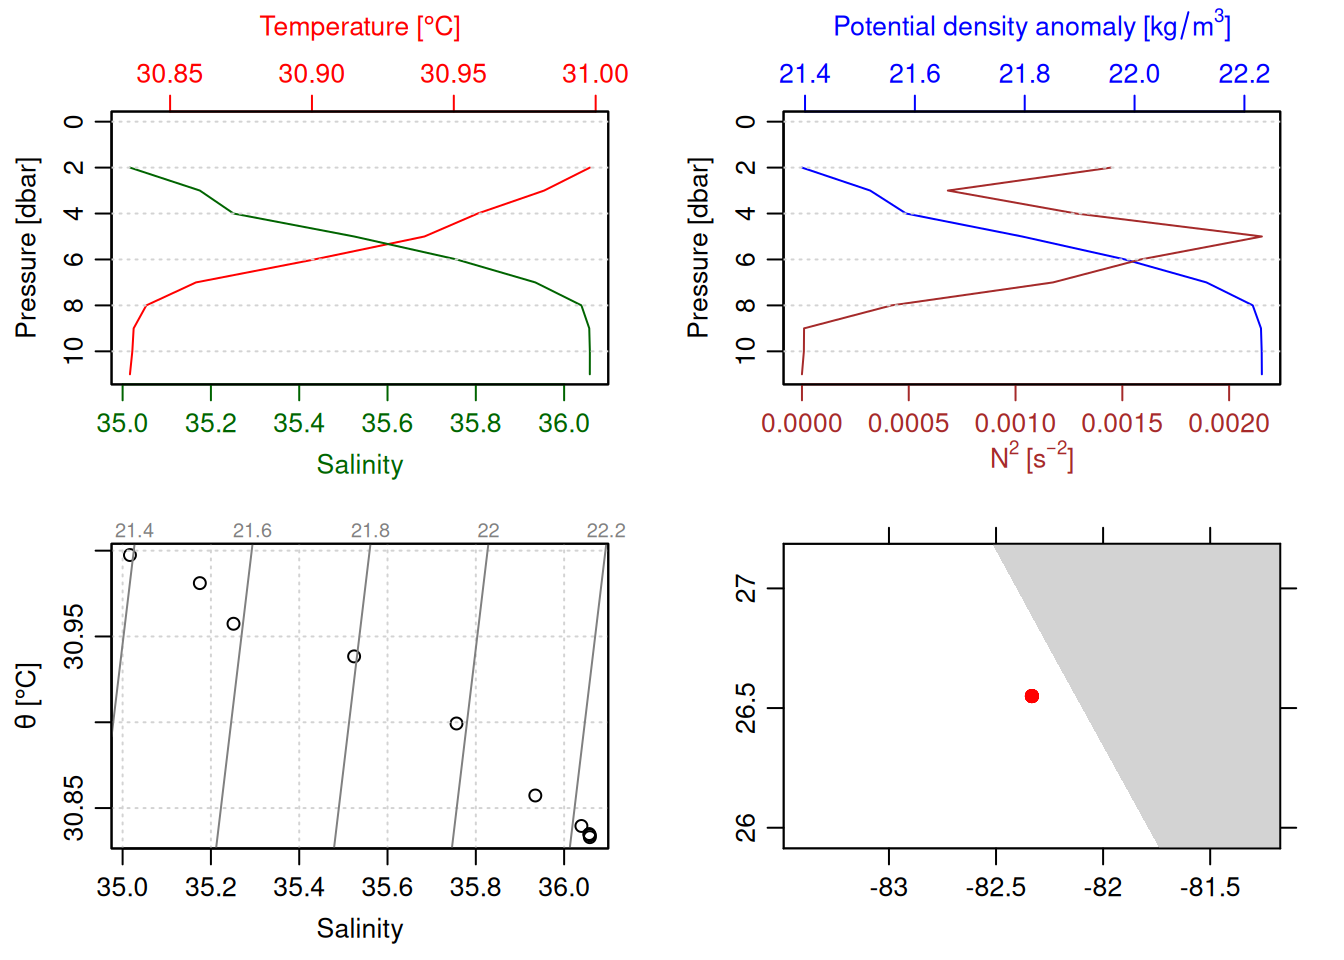 Temperature [°C]
30.85 30.90 30.95 31.00
Pressure [dbar]
0
2
4
6
8
10
35.0 35.2 35.4 35.6 35.8 36.0
Salinity
Potential density anomaly [kg/m³]
21.4 21.6 21.8 22.0 22.2
Pressure [dbar]
0
2
4
6
8
10
0.0000 0.0005 0.0010 0.0015 0.0020
N² [s⁻²]
21.4 21.6 21.8 22 22.2
θ [°C]
30.95
30.85
35.0 35.2 35.4 35.6 35.8 36.0
Salinity
27
26.5
26
-83 -82.5 -82 -81.5